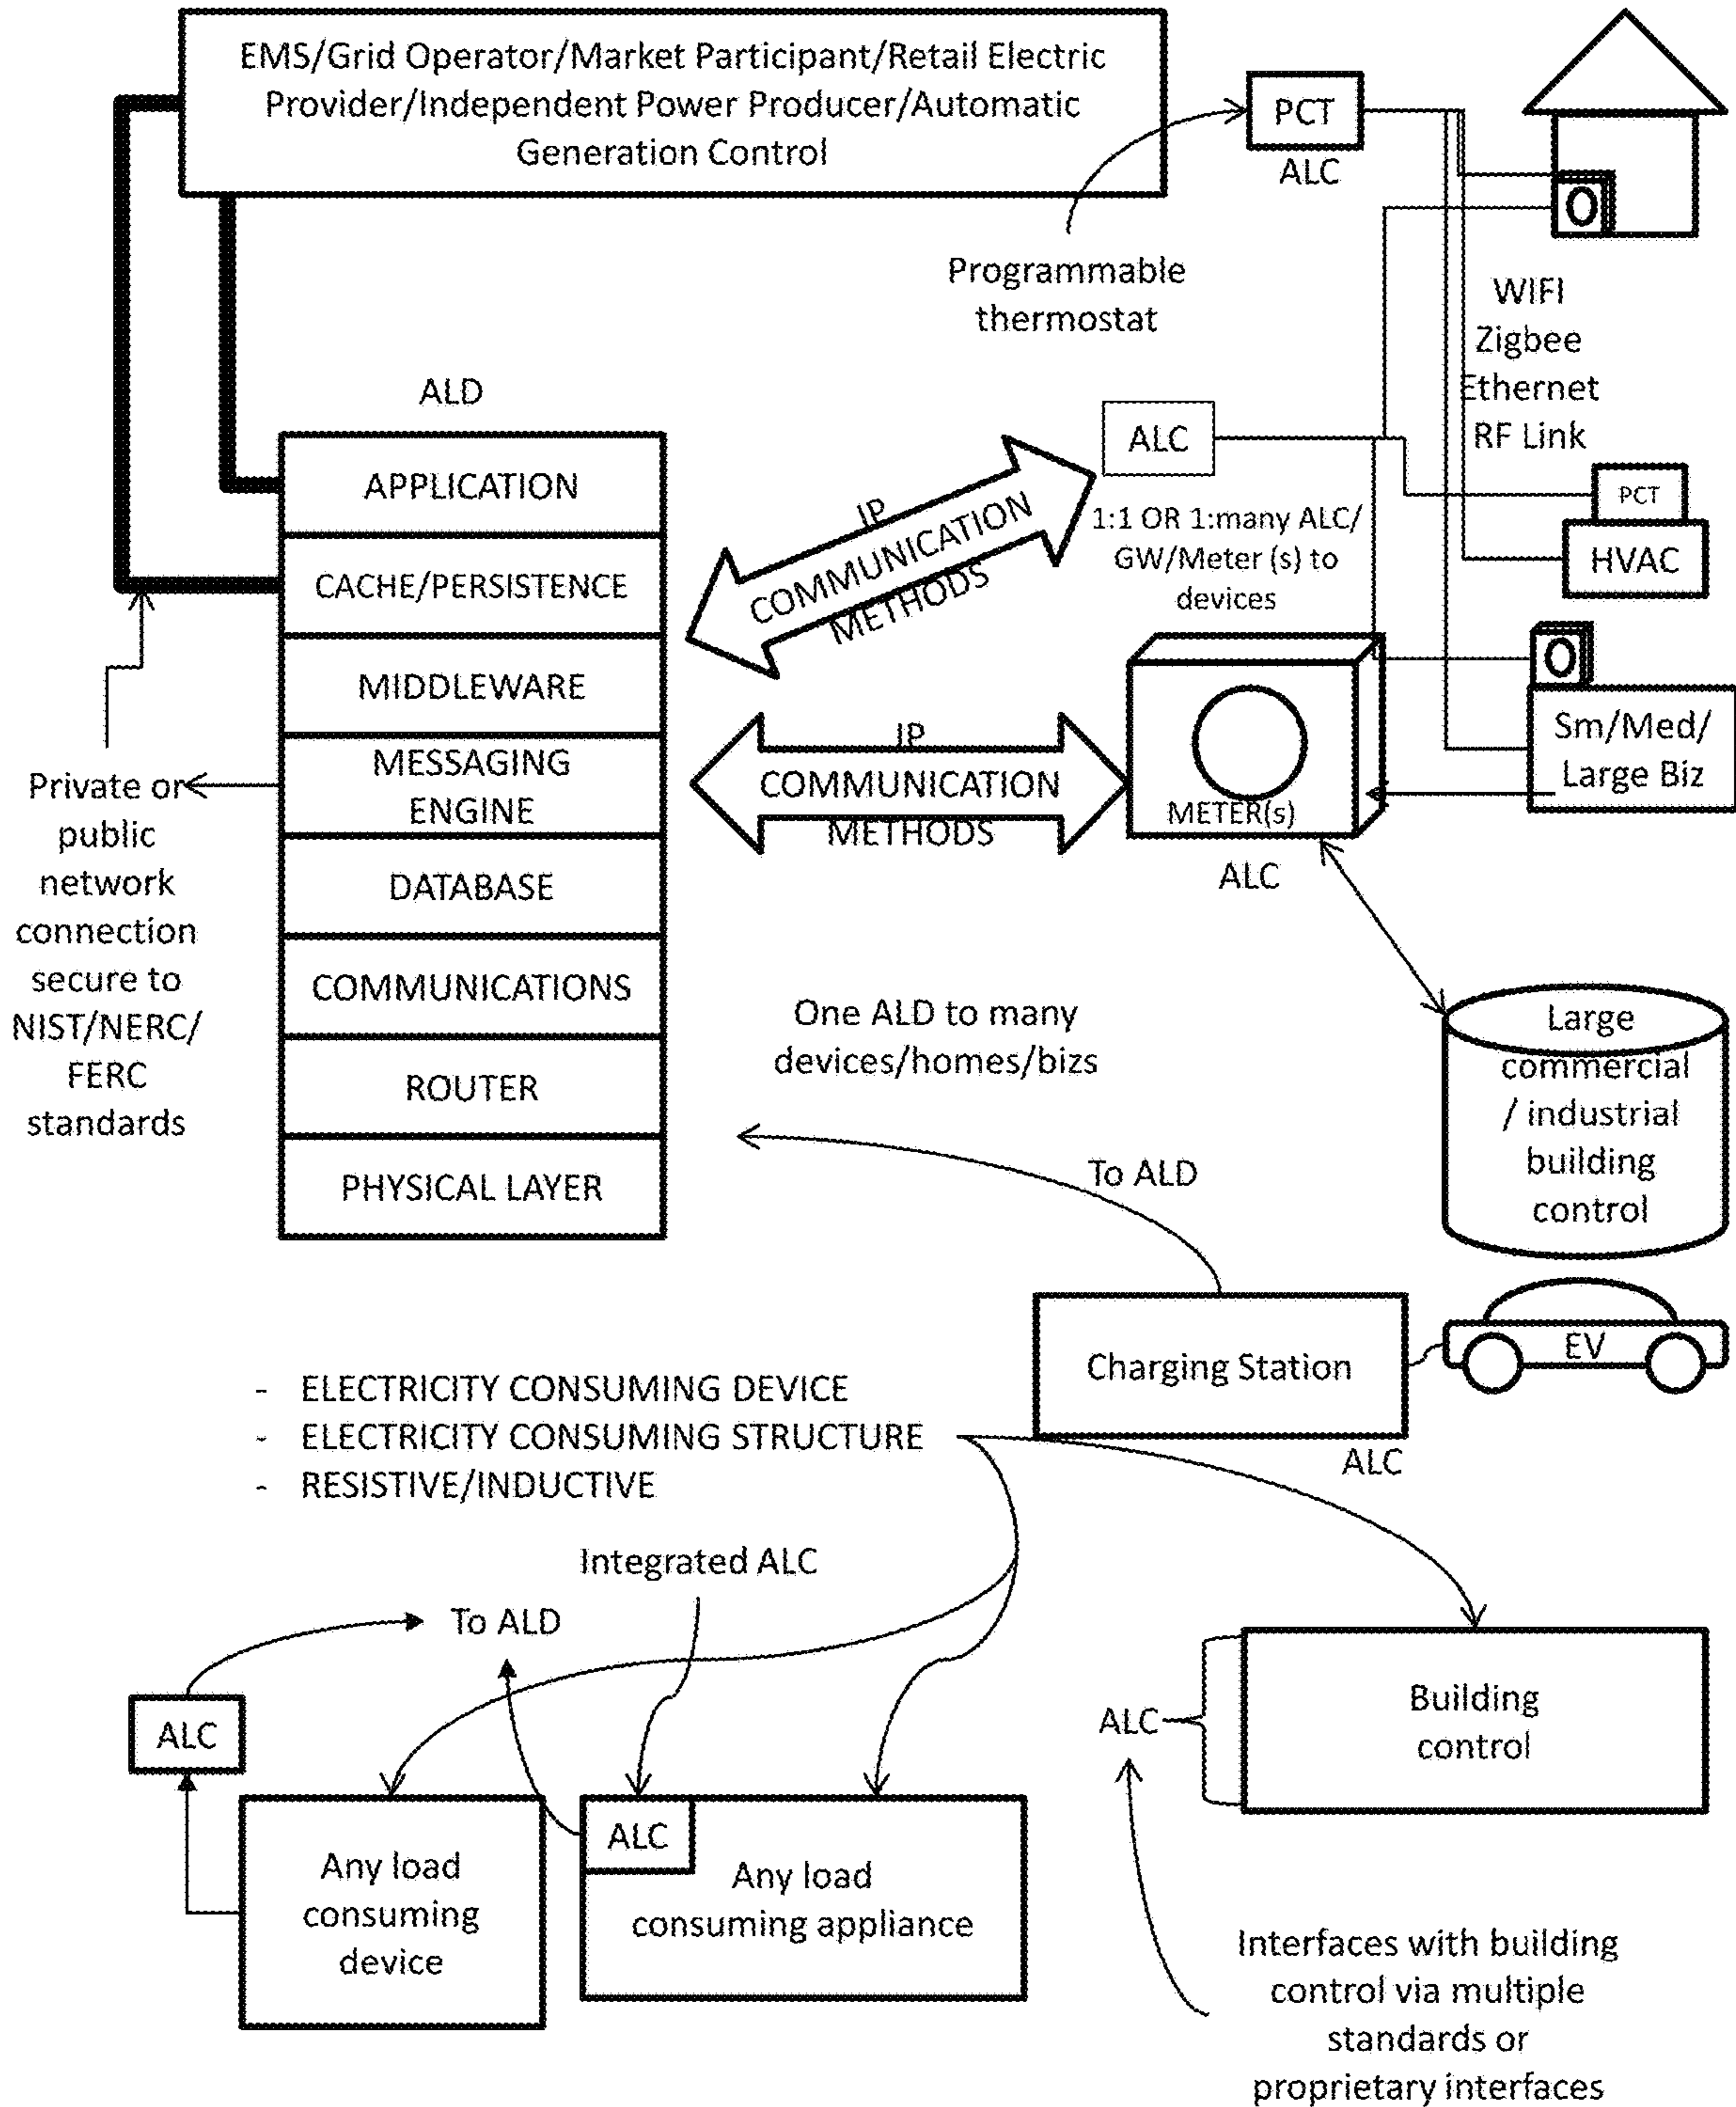 EMS/Grid Operator/Market Participant/Retail Electric
Provider/Independent Power Producer/Automatic
Generation Control
PCT
ALC
Programmable
thermostat
WIFI
Zigbee
Ethernet
RF Link
ALD
APPLICATION
CACHE/PERSISTENCE
MIDDLEWARE
MESSAGING
ENGINE
DATABASE
COMMUNICATIONS
ROUTER
PHYSICAL LAYER
Private or
public
network
connection
secure to
NIST/NERC/
FERC
standards
IP
COMMUNICATION
METHODS
ALC
1:1 OR 1:many ALC/
GW/Meter (s) to
devices
PCT
HVAC
IP
COMMUNICATION
METHODS
METER(s)
ALC
Sm/Med/
Large Biz
One ALD to many
devices/homes/bizs
Large
commercial
/ industrial
building
control
To ALD
Charging Station
ALC
EV
- ELECTRICITY CONSUMING DEVICE
- ELECTRICITY CONSUMING STRUCTURE
- RESISTIVE/INDUCTIVE
Integrated ALC
To ALD
ALC
Any load
consuming
device
ALC
Any load
consuming appliance
ALC
Building
control
Interfaces with building
control via multiple
standards or
proprietary interfaces